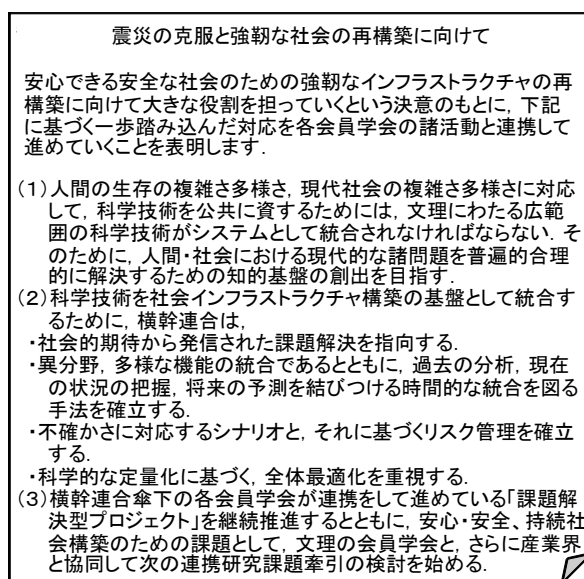 震災の克服と強靭な社会の再構築に向けて
安心できる安全な社会のための強靭なインフラストラクチャの再
構築に向けて大きな役割を担っていくという決意のもとに, 下記
に基づく一歩踏み込んだ対応を各会員学会の諸活動と連携して
進めていくことを表明します.
(1)人間の生存の複雑さ多様さ, 現代社会の複雑さ多様さに対応
して, 科学技術を公共に資するためには, 文理にわたる広範
囲の科学技術がシステムとして統合されなければならない. そ
のために, 人間・社会における現代的な諸問題を普遍的合理
的に解決するための知的基盤の創出を目指す.
(2)科学技術を社会インフラストラクチャ構築の基盤として統合す
るために, 横幹連合は,
・社会的期待から発信された課題解決を指向する.
・異分野, 多様な機能の統合であるとともに, 過去の分析, 現在
の状況の把握, 将来の予測を結びつける時間的な統合を図る
手法を確立する.
・不確かさに対応するシナリオと, それに基づくリスク管理を確立
する.
・科学的な定量化に基づく, 全体最適化を重視する.
(3)横幹連合傘下の各会員学会が連携をして進めている「課題解
決型プロジェクト」を継続推進するとともに, 安心・安全、持続社
会構築のための課題として, 文理の会員学会と, さらに産業界
と協同して次の連携研究課題牽引の検討を始める.